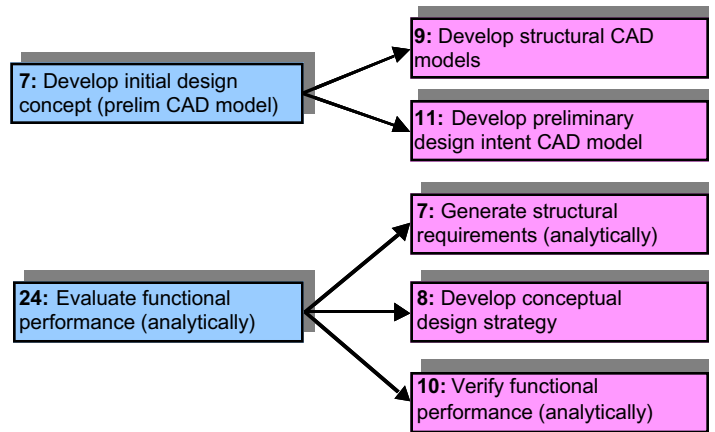 7: Develop initial design
concept (prelim CAD model)
9: Develop structural CAD
models
11: Develop preliminary
design intent CAD model
24: Evaluate functional
performance (analytically)
7: Generate structural
requirements (analytically)
8: Develop conceptual
design strategy
10: Verify functional
performance (analytically)